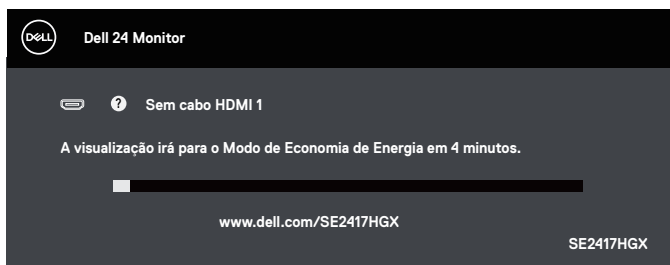 DELL
Dell 24 Monitor
? Sem cabo HDMI 1
A visualização irá para o Modo de Economia de Energia em 4 minutos.
www.dell.com/SE2417HGX
SE2417HGX